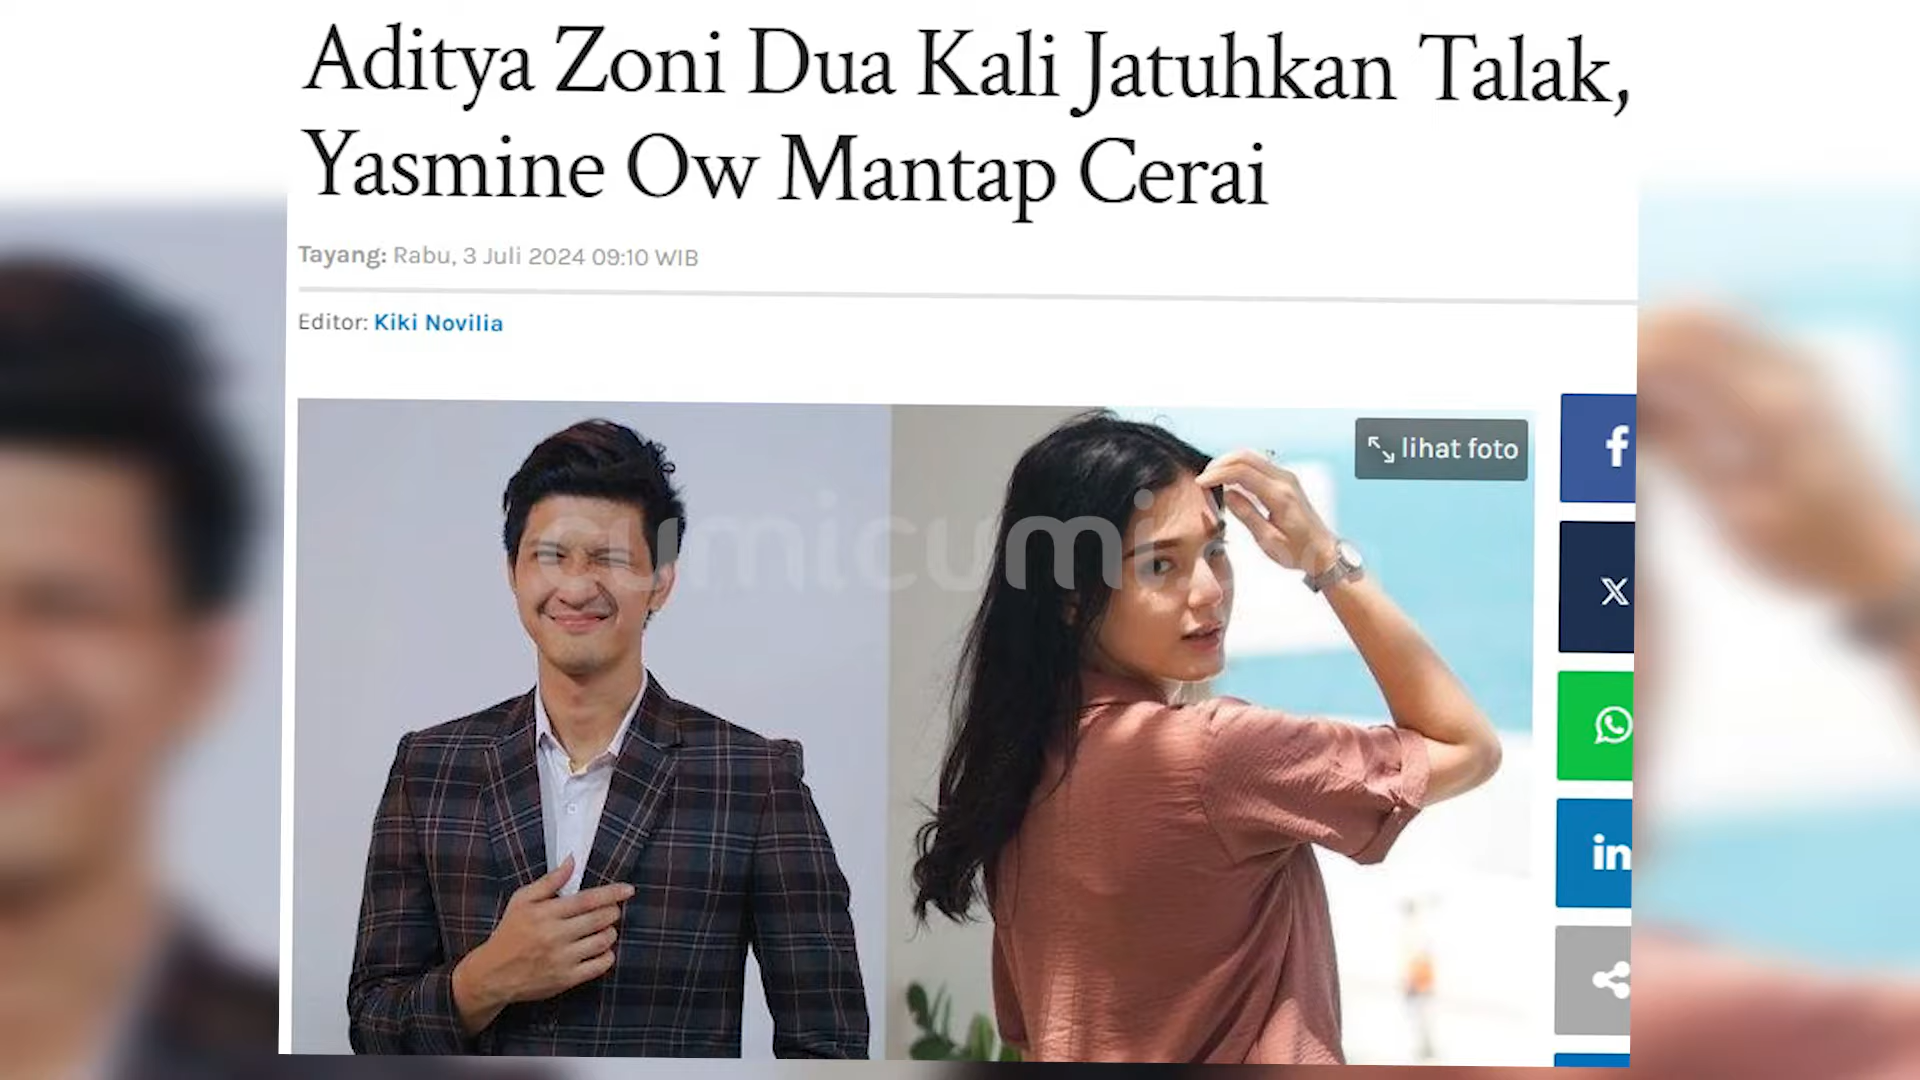 Aditya Zoni Dua Kali Jatuhkan Talak,
Yasmine Ow Mantap Cerai
Tayang: Rabu, 3 Juli 2024 09:10 WIB
Editor: Kiki Novilia
lihat foto
cumicumi